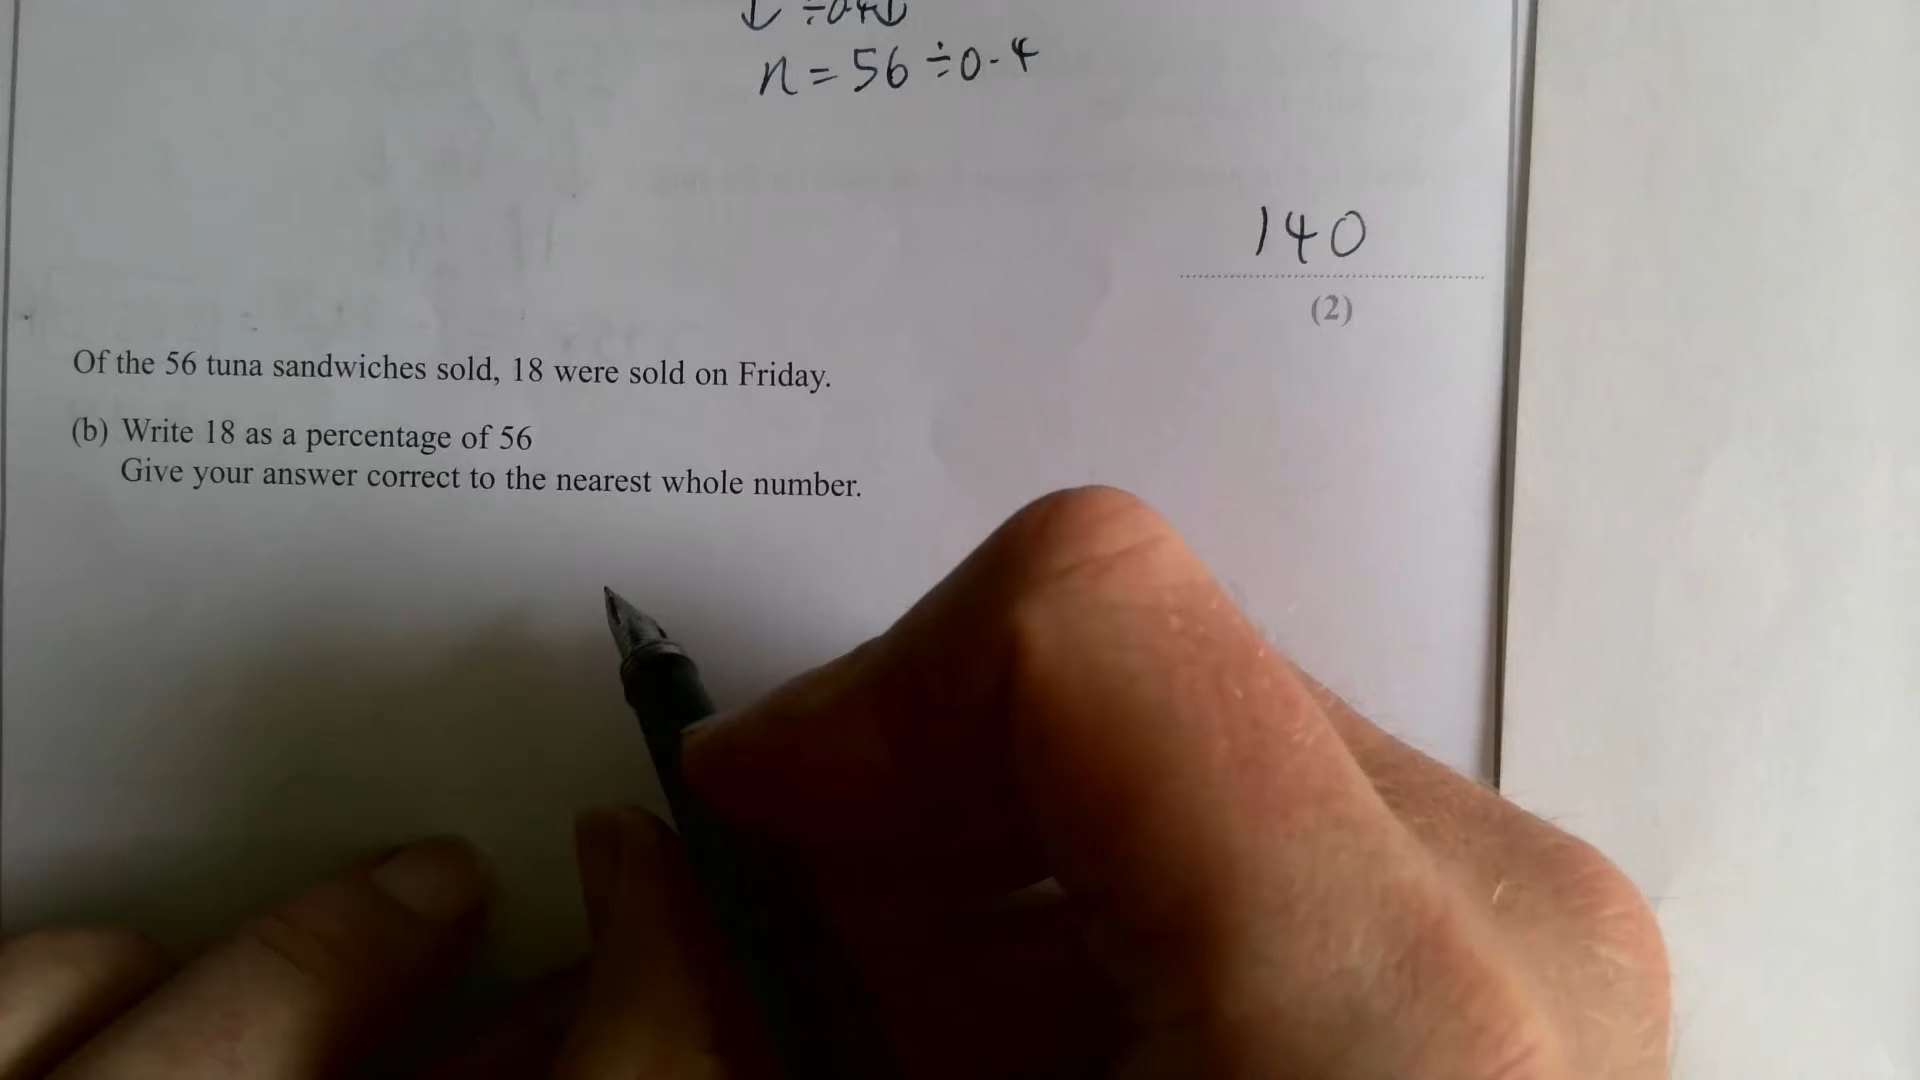 n = 56 ÷ 0.4
140
(2)
Of the 56 tuna sandwiches sold, 18 were sold on Friday.
(b) Write 18 as a percentage of 56
Give your answer correct to the nearest whole number.